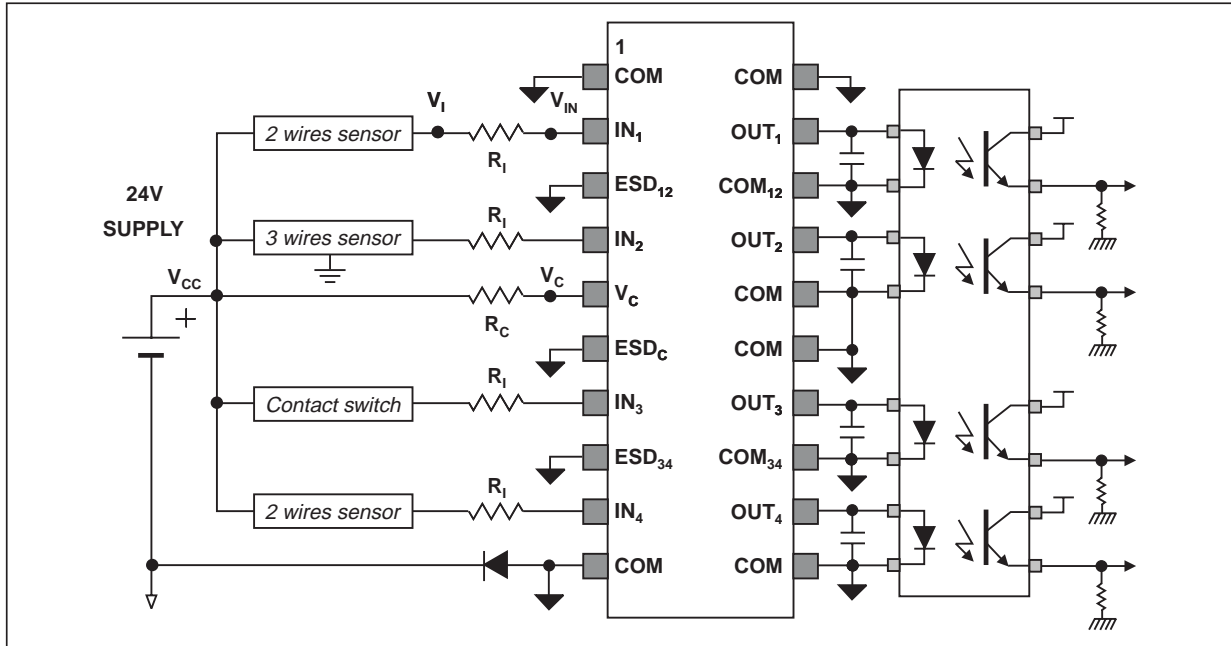 1
COM
COM
V_I
V_IN
2 wires sensor
R_I
IN_1
OUT_1
ESD_12
COM_12
24V
SUPPLY
R_I
3 wires sensor
IN_2
OUT_2
V_CC
V_C
V_C
COM
+
R_C
ESD_C
COM
R_I
Contact switch
IN_3
OUT_3
ESD_34
COM_34
R_I
2 wires sensor
IN_4
OUT_4
COM
COM